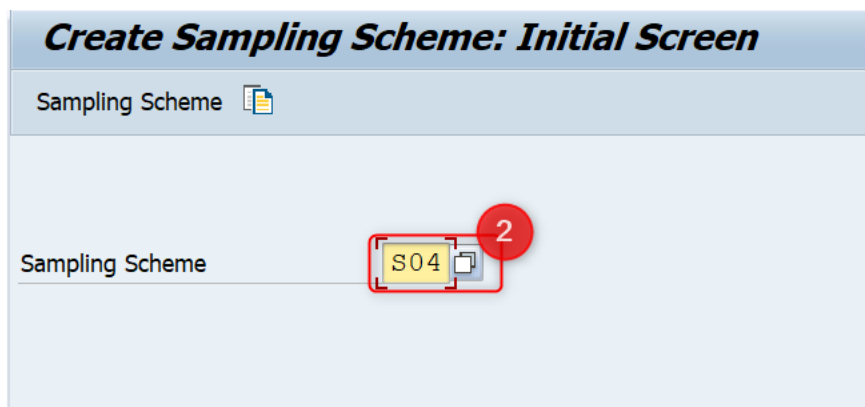 Create Sampling Scheme: Initial Screen
Sampling Scheme
2
Sampling Scheme S04